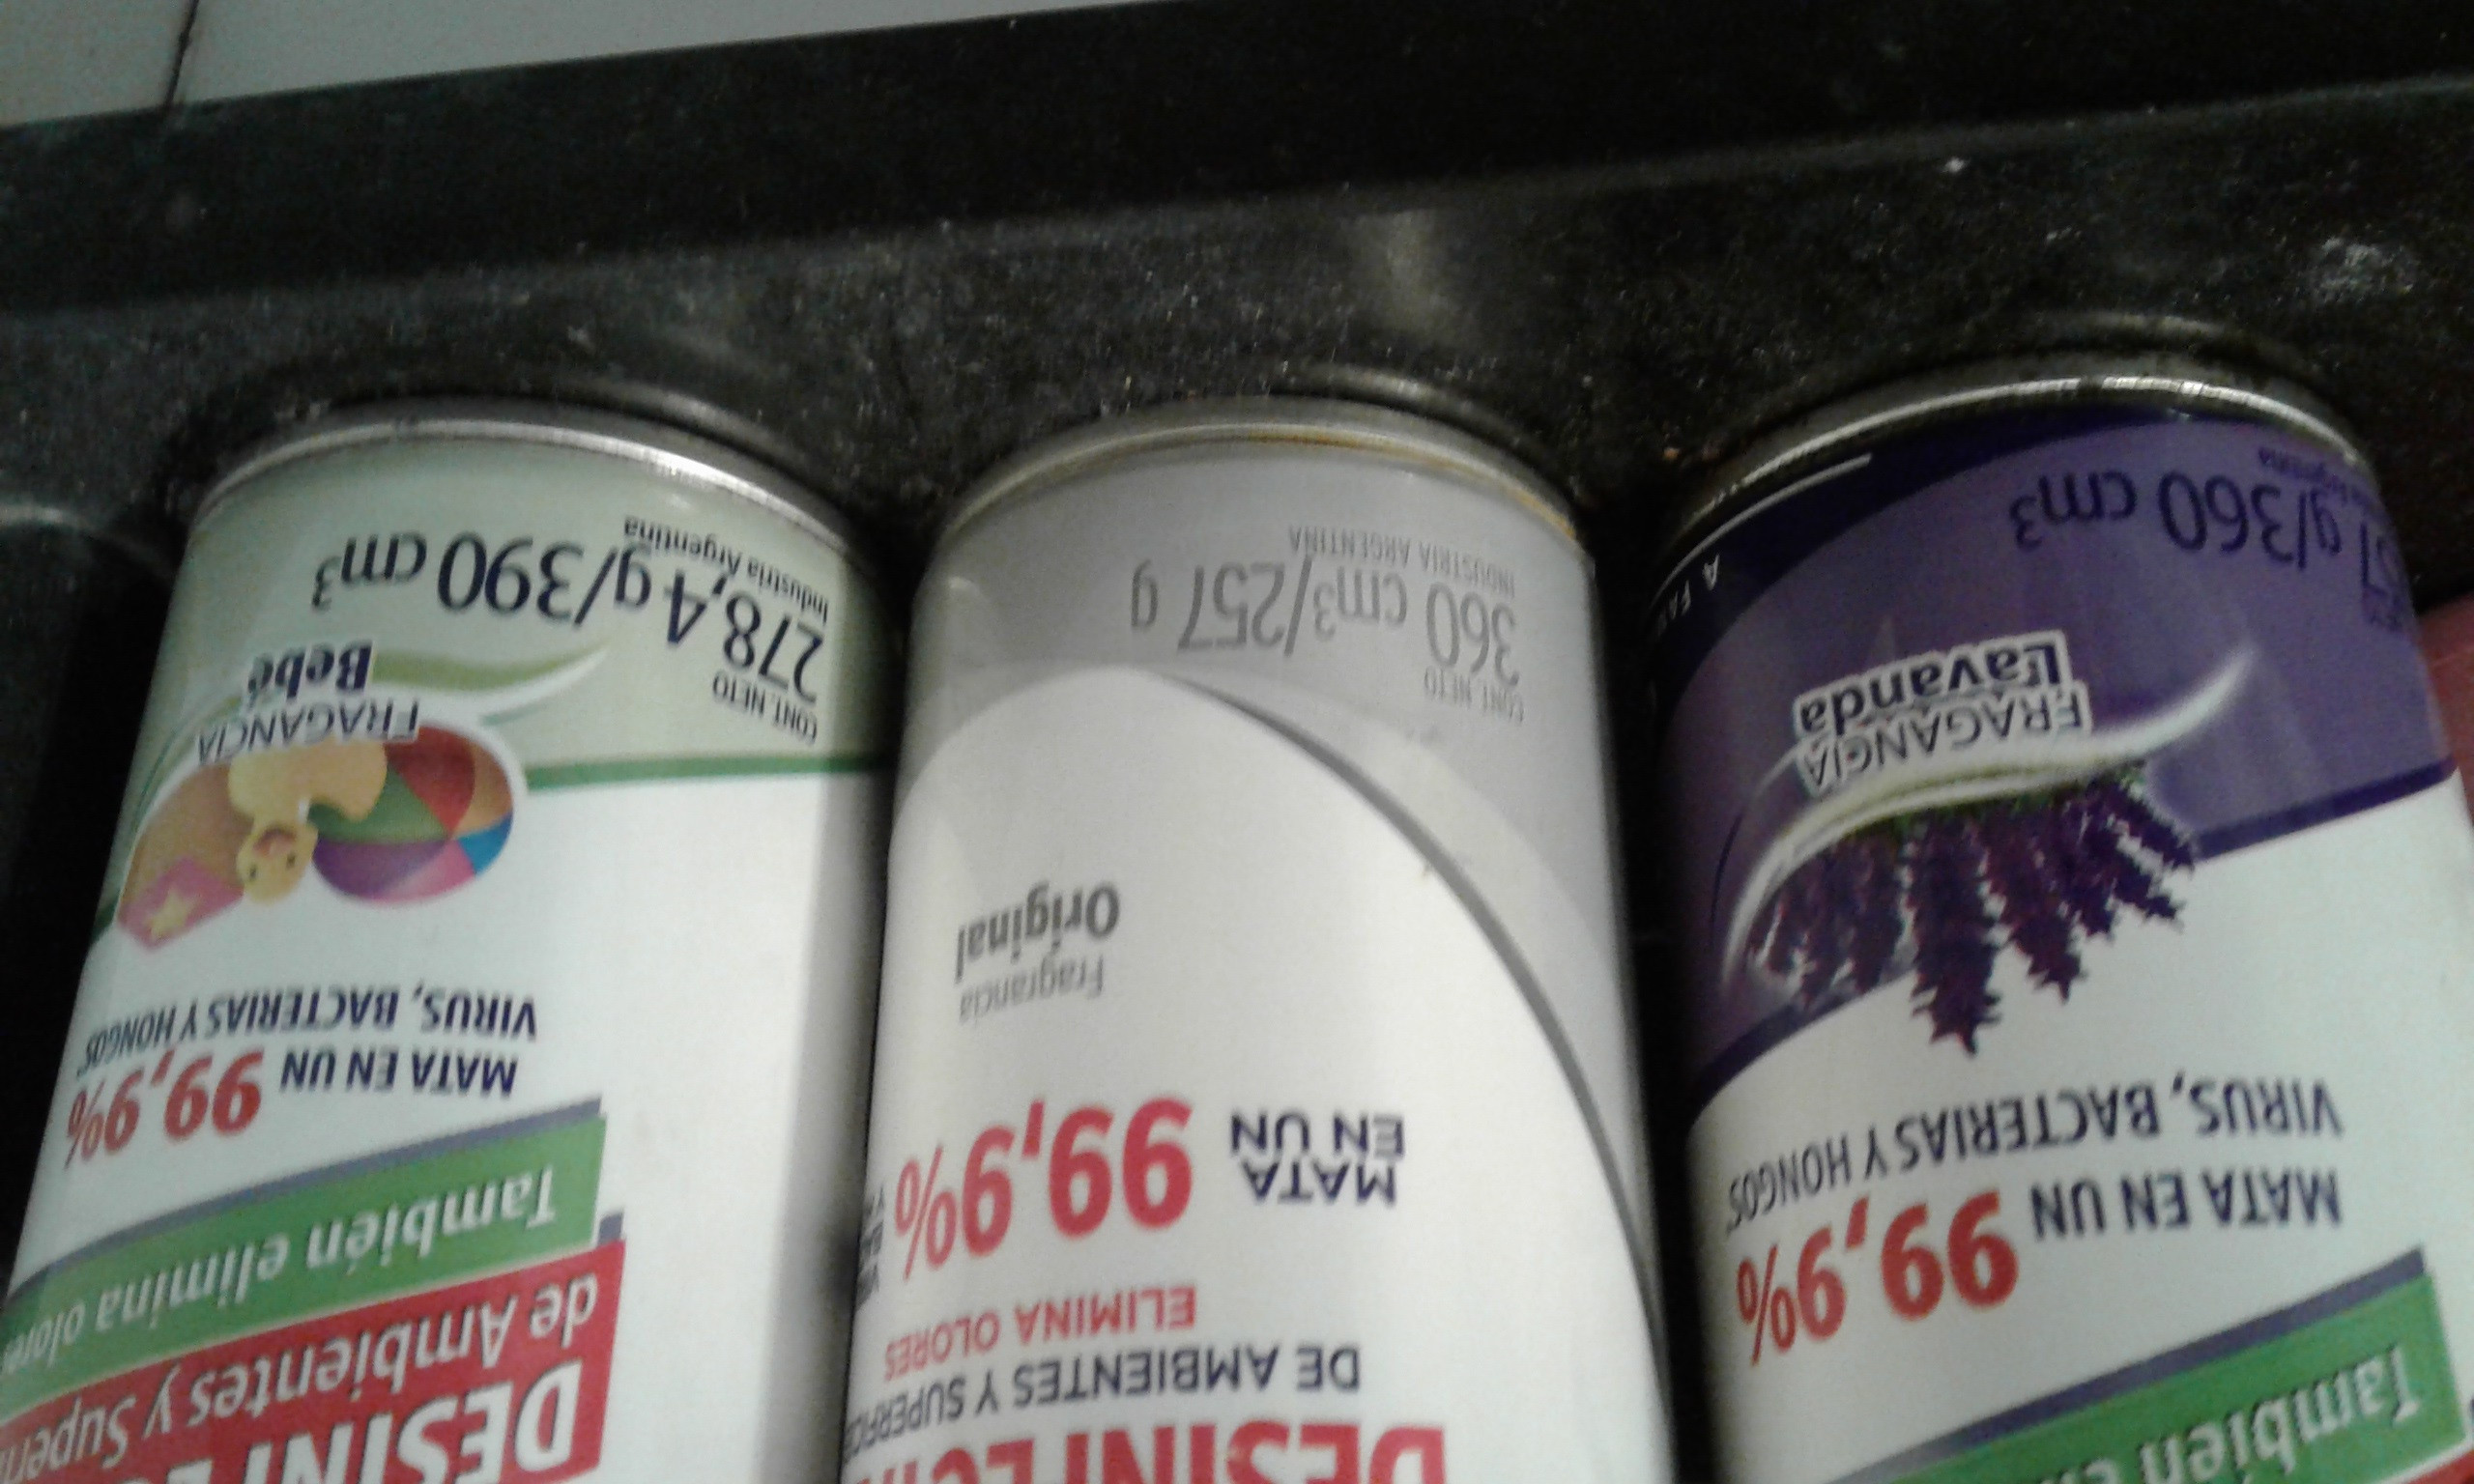 de Ambientes y
También elimina
MATA EN UN 99,9%
VIRUS, BACTERIAS Y HONGOS
FRAGANCIA
Bebé
CONT. NETO
278,4 g/390 cm³
Industria Argentina
DE AMBIENTES Y
ELIMINA OLORES
MATA
EN UN
99,9%
Fragrancia
Original
CONT. NETO
360 cm³/257 g
INDUSTRIA ARGENTINA
También
MATA EN UN 99,9%
VIRUS, BACTERIAS Y HONGOS
FRAGANCIA
Lavanda
g/360 cm³